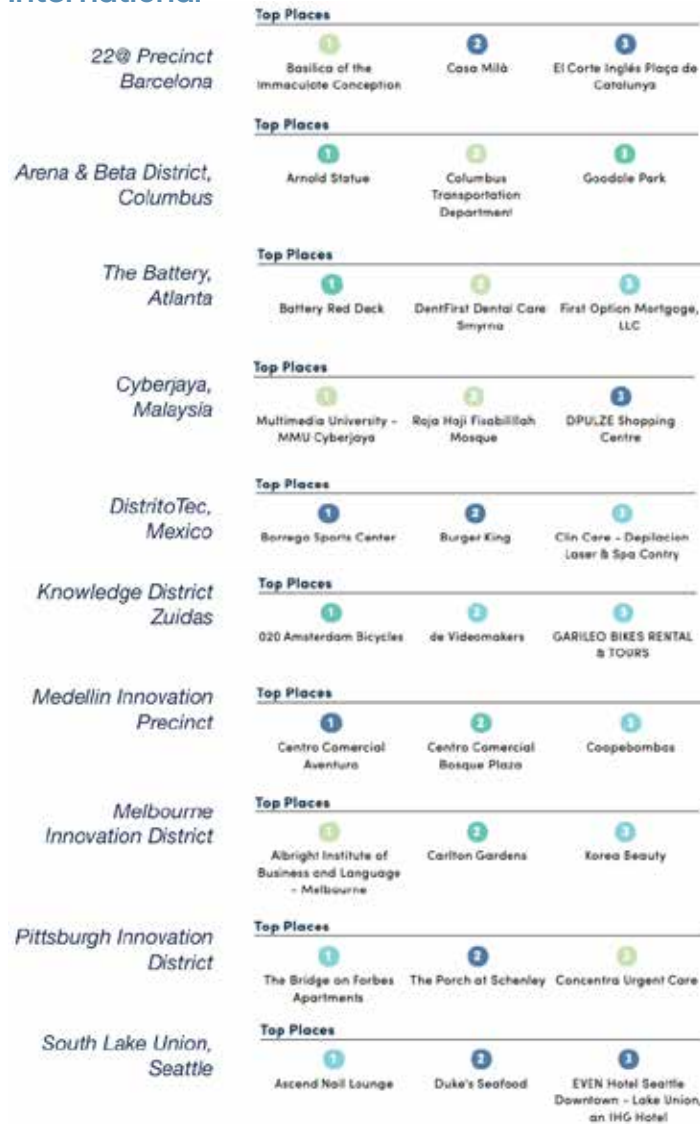 International
22@ Precinct
Barcelona
Top Places
1 2 3
Basilica of the Casa Milà El Corte Inglés Plaça de
Immaculate Conception Catalunya
Arena & Beta District,
Columbus
Top Places
1 2 3
Arnold Statue Columbus Goodale Park
Transportation
Department
The Battery,
Atlanta
Top Places
1 2 3
Battery Red Deck DentFirst Dental Care First Option Mortgage,
Smyrna LLC
Cyberjaya,
Malaysia
Top Places
1 2 3
Multimedia University - Raja Haji Fisabilillah DPULZE Shopping
MMU Cyberjaya Mosque Centre
DistritoTec,
Mexico
Top Places
1 2 3
Borrego Sports Center Burger King Clin Care - Depilacion
Laser & Spa Contry
Knowledge District
Zuidas
Top Places
1 2 3
020 Amsterdam Bicycles de Videomakers GARILEO BIKES RENTAL
& TOURS
Medellin Innovation
Precinct
Top Places
1 2 3
Centro Comercial Centro Comercial Coopebombas
Aventura Bosque Plaza
Melbourne
Innovation District
Top Places
1 2 3
Albright Institute of Carlton Gardens Korea Beauty
Business and Language
- Melbourne
Pittsburgh Innovation
District
Top Places
1 2 3
The Bridge on Forbes The Porch at Schenley Concentra Urgent Care
Apartments
South Lake Union,
Seattle
Top Places
1 2 3
Ascend Nail Lounge Duke's Seafood EVEN Hotel Seattle
Downtown - Lake Union,
an IHG Hotel